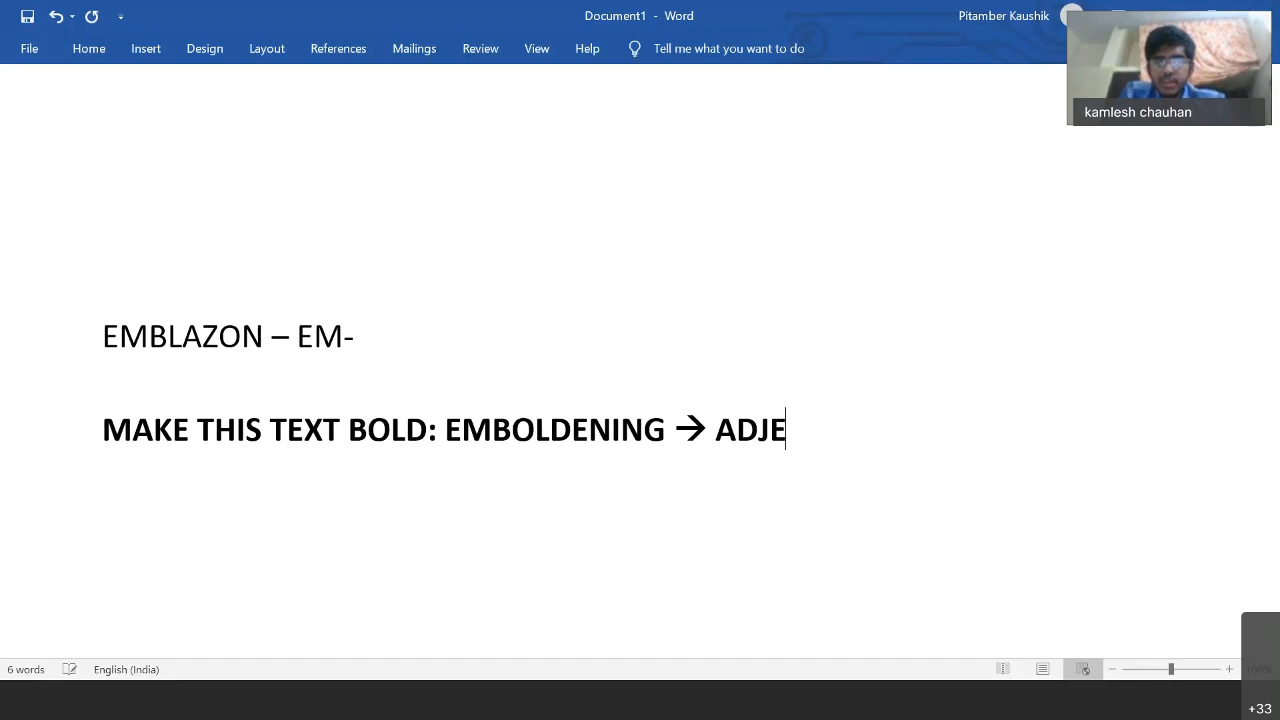 Document1 - Word
Pitamber Kaushik
File Home Insert Design Layout References Mailings Review View Help Tell me what you want to do
kamlesh chauhan
EMBLAZON – EM-
MAKE THIS TEXT BOLD: EMBOLDENING → ADJE
6 words English (India)
+33